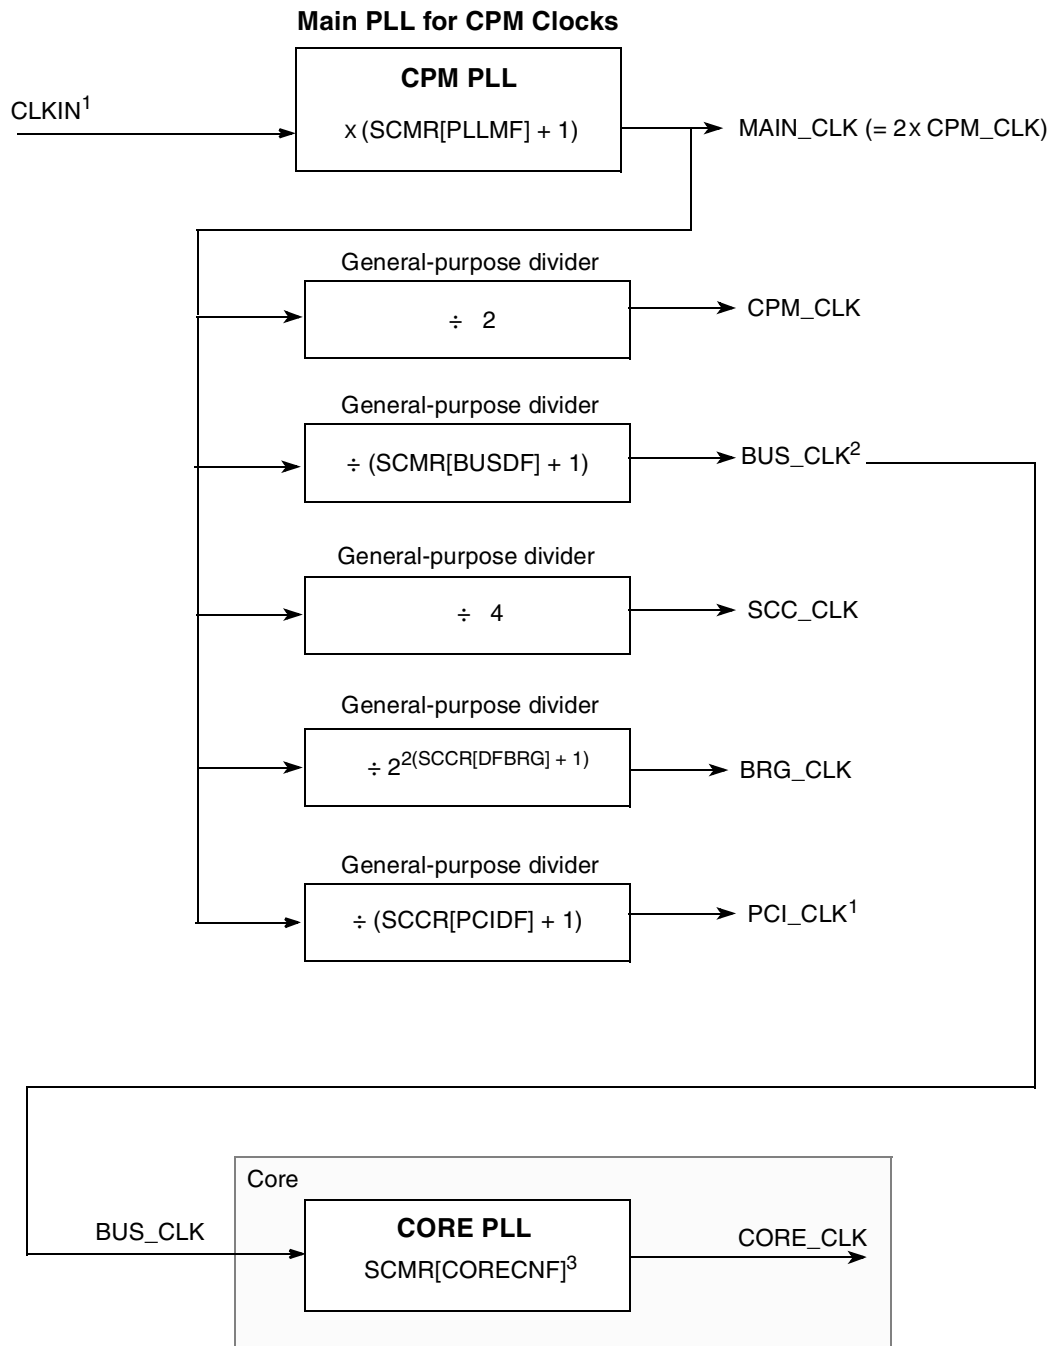 Main PLL for CPM Clocks
CPM PLL
x (SCMR[PLLMF] + 1)
CLKIN1
MAIN_CLK (= 2x CPM_CLK)
General-purpose divider
÷ 2
CPM_CLK
General-purpose divider
÷ (SCMR[BUSDF] + 1)
BUS_CLK2
General-purpose divider
÷ 4
SCC_CLK
General-purpose divider
÷ 22(SCCR[DFBRG] + 1)
BRG_CLK
General-purpose divider
÷ (SCCR[PCIDF] + 1)
PCI_CLK1
Core
BUS_CLK
CORE PLL
SCMR[CORECNF]3
CORE_CLK